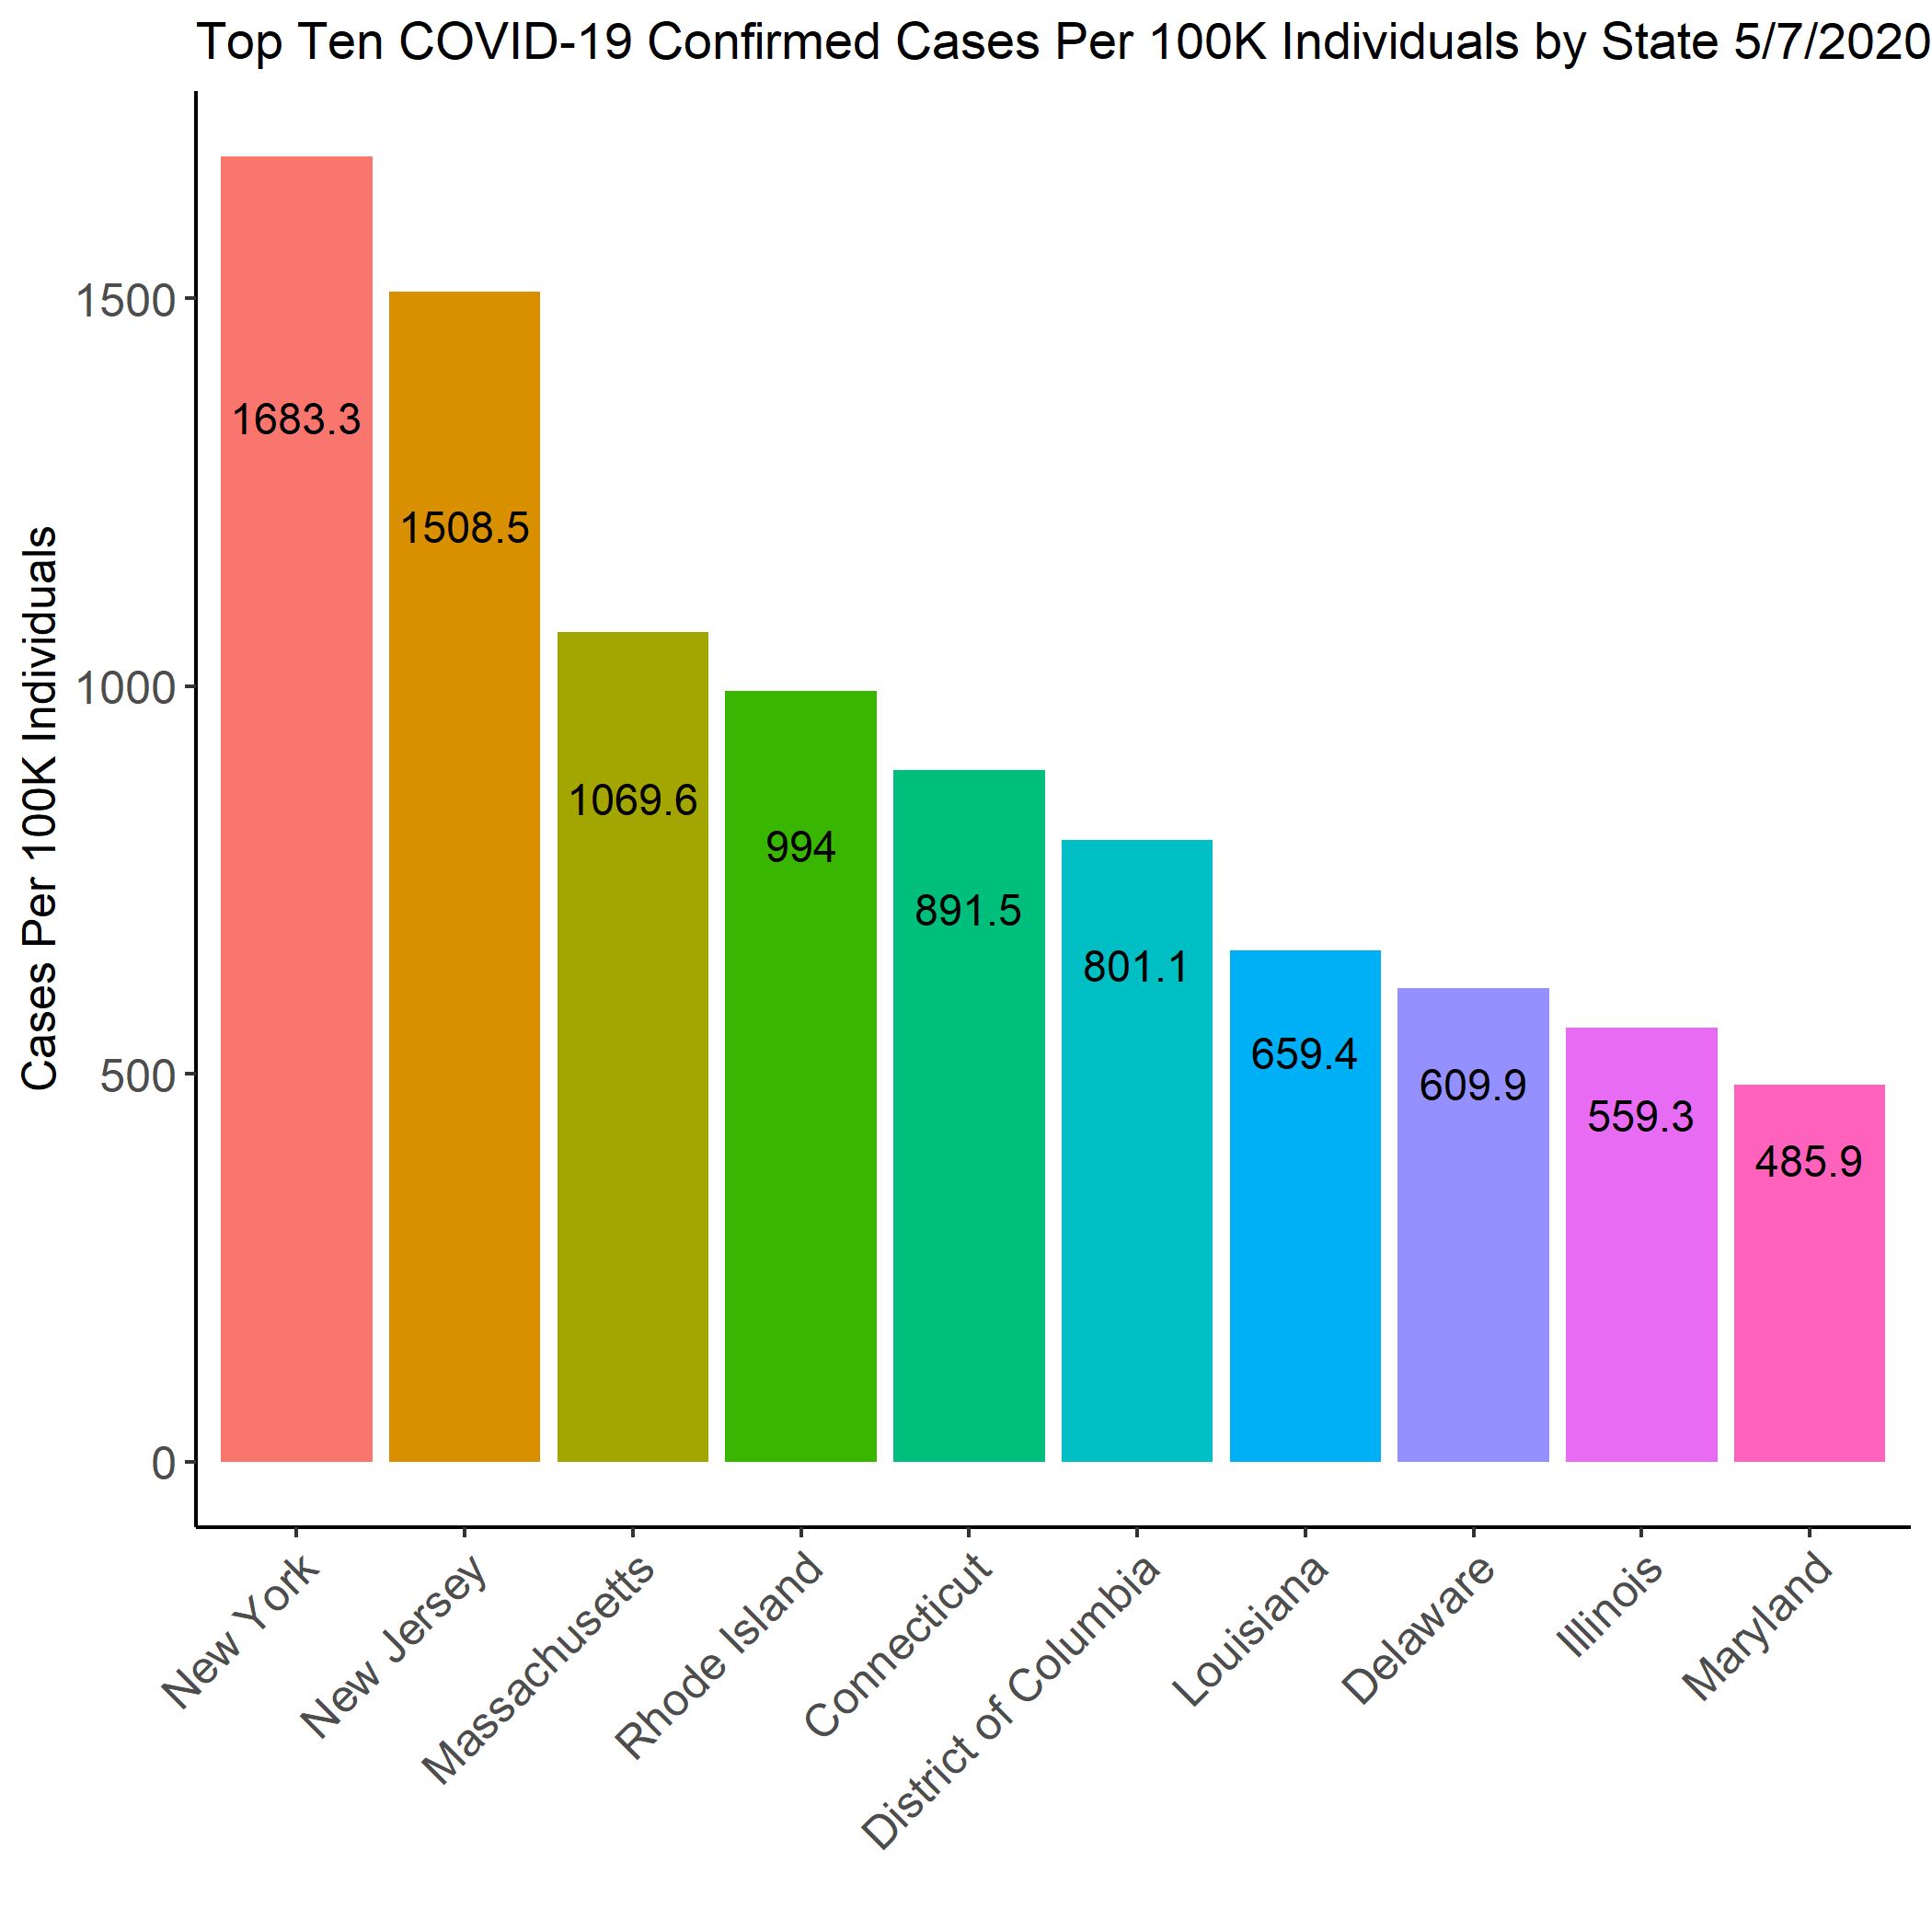 Top Ten COVID-19 Confirmed Cases Per 100K Individuals by State 5/7/2020
Cases Per 100K Individuals
1500
1000
500
0
1683.3
1508.5
1069.6
994
891.5
801.1
659.4
609.9
559.3
485.9
New York
New Jersey
Massachusetts
Rhode Island
Connecticut
District of Columbia
Louisiana
Delaware
Illinois
Maryland